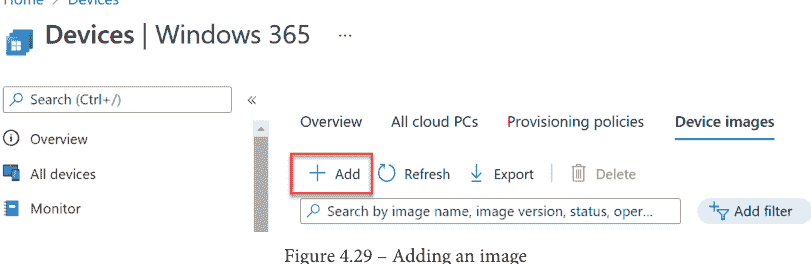 Home > Devices
Devices | Windows 365 ...
Search (Ctrl+/) «
Overview
All devices
Monitor
Overview All cloud PCs Provisioning policies Device images
Add Refresh Export Delete
Search by image name, image version, status, oper... Add filter
Figure 4.29 – Adding an image